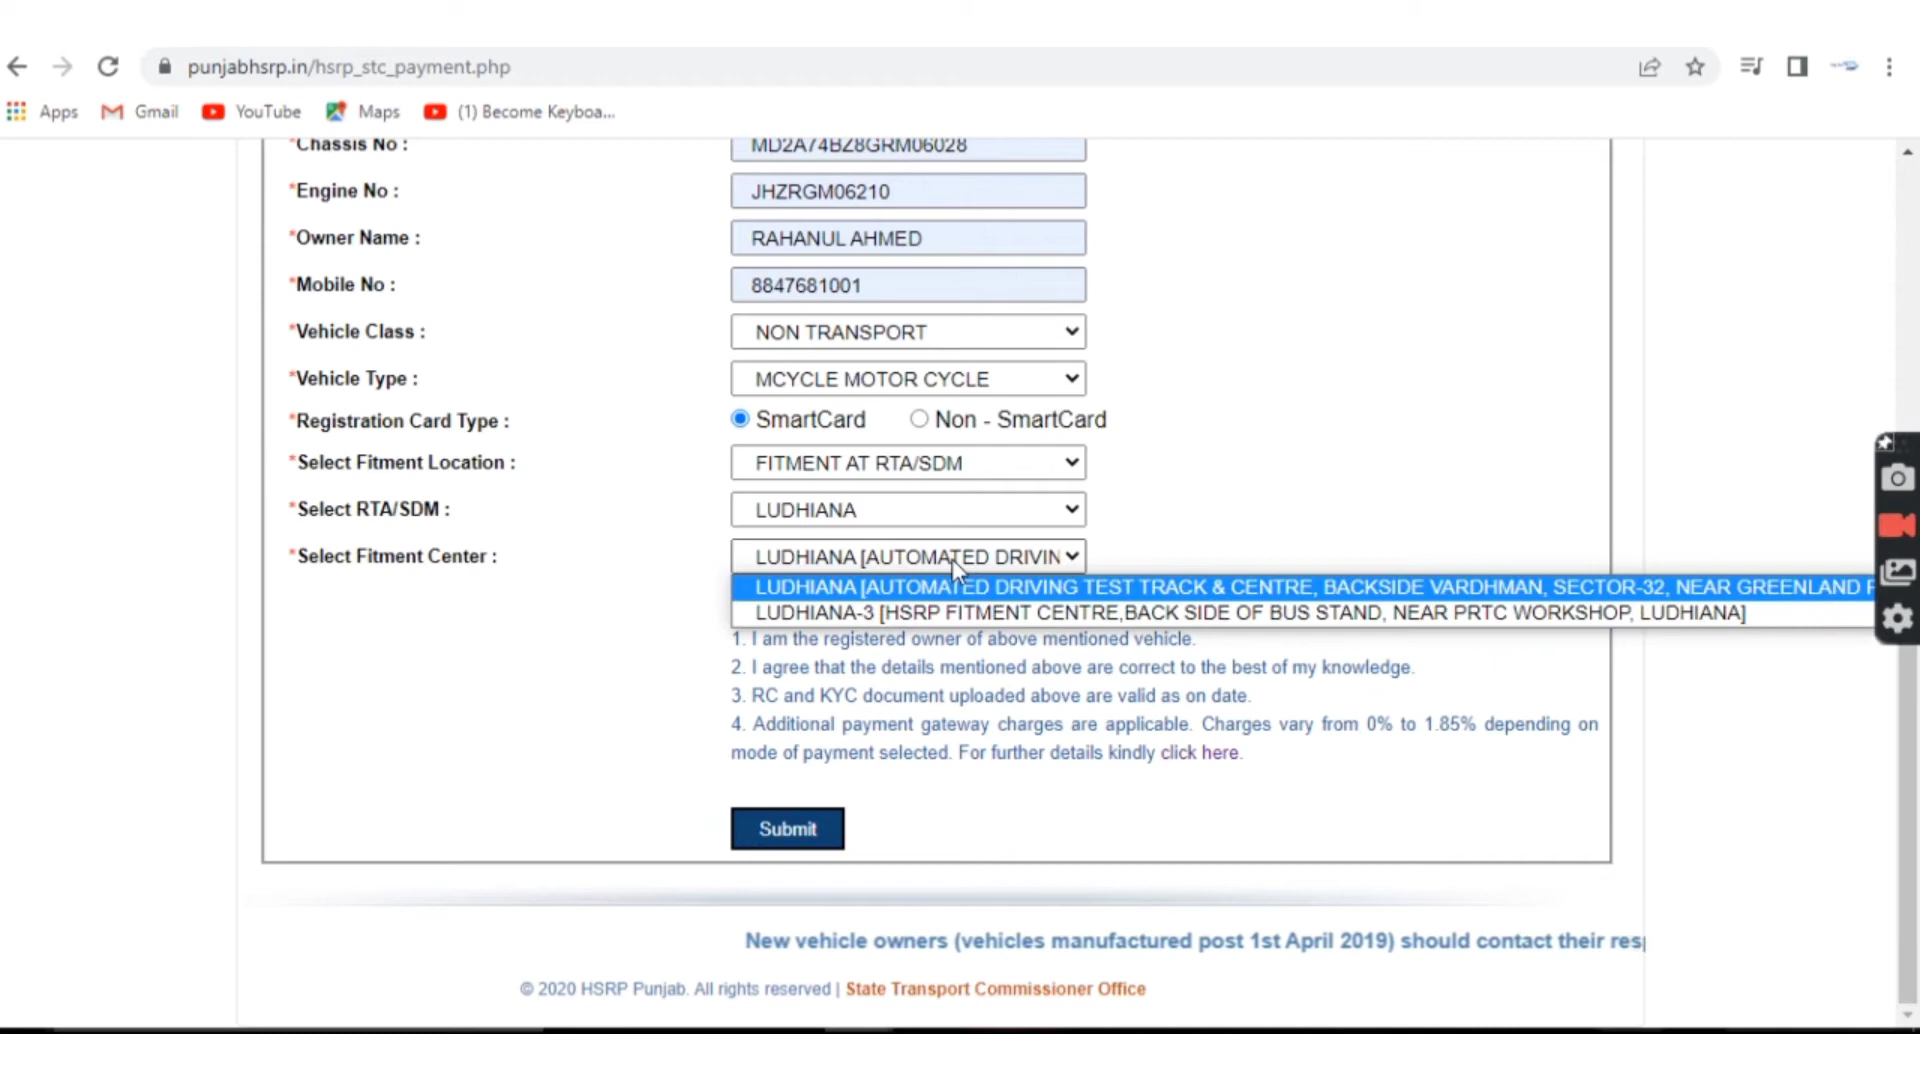 punjabhsrp.in/hsrp_stc_payment.php
Apps Gmail YouTube Maps (1) Become Keyboa...
*Chassis No : MD2A74BZ8GRM06028
*Engine No : JHZRGM06210
*Owner Name : RAHANUL AHMED
*Mobile No : 8847681001
*Vehicle Class : NON TRANSPORT
*Vehicle Type : MCYCLE MOTOR CYCLE
*Registration Card Type : SmartCard Non - SmartCard
*Select Fitment Location : FITMENT AT RTA/SDM
*Select RTA/SDM : LUDHIANA
*Select Fitment Center : LUDHIANA [AUTOMATED DRIVIN
LUDHIANA [AUTOMATED DRIVING TEST TRACK & CENTRE, BACKSIDE VARDHMAN, SECTOR-32, NEAR GREENLAND
LUDHIANA-3 [HSRP FITMENT CENTRE,BACK SIDE OF BUS STAND, NEAR PRTC WORKSHOP, LUDHIANA]
1. I am the registered owner of above mentioned vehicle.
2. I agree that the details mentioned above are correct to the best of my knowledge.
3. RC and KYC document uploaded above are valid as on date.
4. Additional payment gateway charges are applicable. Charges vary from 0% to 1.85% depending on
mode of payment selected. For further details kindly click here.
Submit
New vehicle owners (vehicles manufactured post 1st April 2019) should contact their
© 2020 HSRP Punjab. All rights reserved | State Transport Commissioner Office